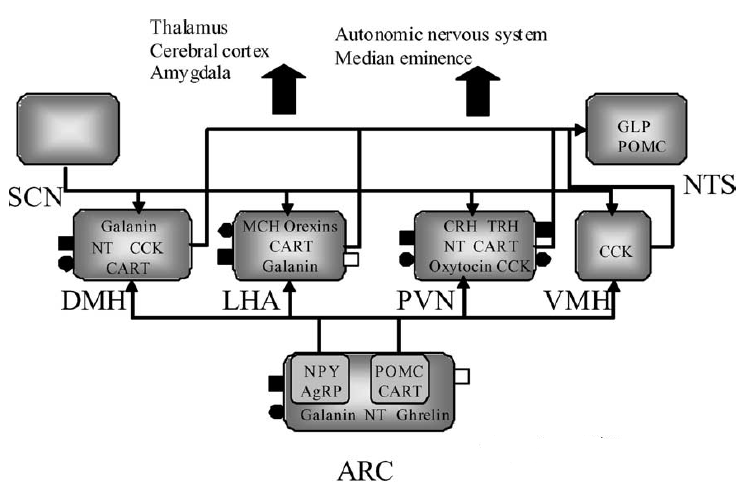 Thalamus
Cerebral cortex
Amygdala
Autonomic nervous system
Median eminence
GLP
POMC
SCN
NTS
Galanin
NT CCK
CART
MCH Orexins
CART
Galanin
CRH TRH
NT CART
Oxytocin CCK
CCK
DMH
LHA
PVN
VMH
NPY
AgRP
POMC
CART
Galanin NT Ghrelin
ARC